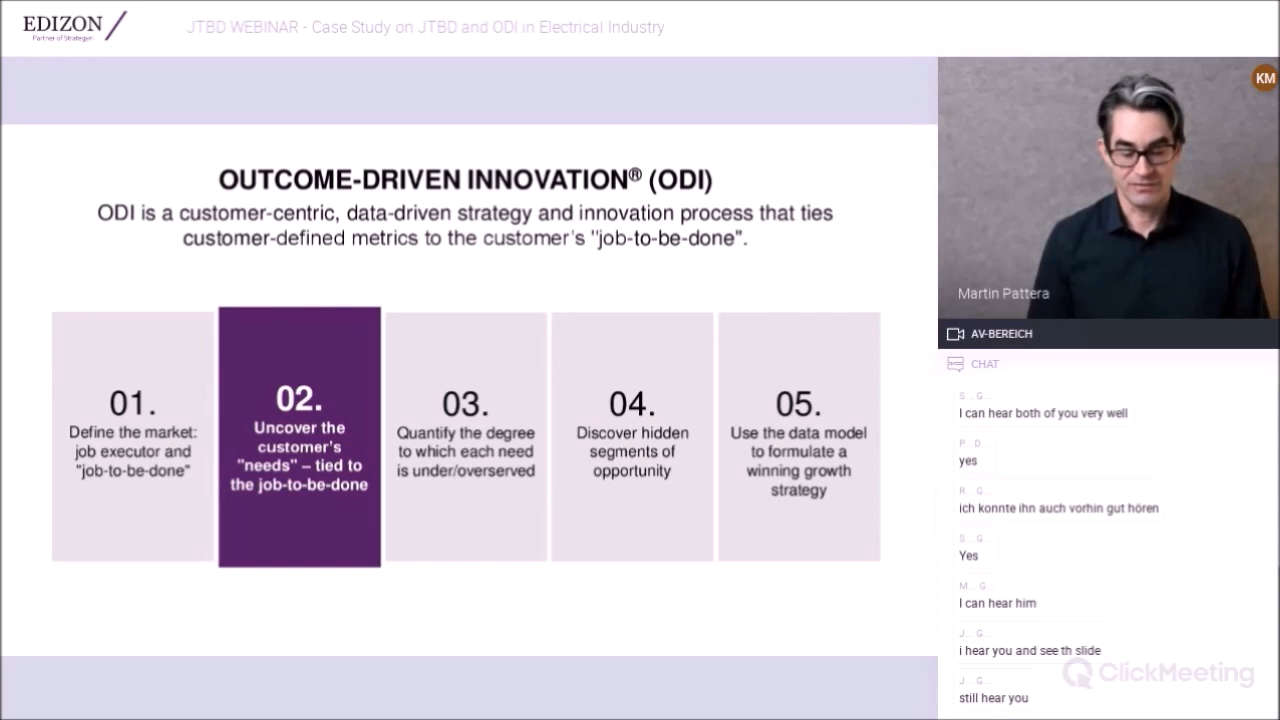 EDIZON
Partner of Strategyn
JTBD WEBINAR - Case Study on JTBD and ODI in Electrical Industry
OUTCOME-DRIVEN INNOVATION® (ODI)
ODI is a customer-centric, data-driven strategy and innovation process that ties
customer-defined metrics to the customer's "job-to-be-done".
01.
Define the market:
job executor and
"job-to-be-done"
02.
Uncover the
customer's
"needs" – tied to
the job-to-be-done
03.
Quantify the degree
to which each need
is under/overserved
04.
Discover hidden
segments of
opportunity
05.
Use the data model
to formulate a
winning growth
strategy
KM
Martin Pattera
AV-BEREICH
CHAT
S... G...
I can hear both of you very well
P... D...
yes
R... G...
ich konnte ihn auch vorhin gut hören
S... G...
Yes
M... G...
I can hear him
J... G...
i hear you and see th slide
J... G...
still hear you
ClickMeeting